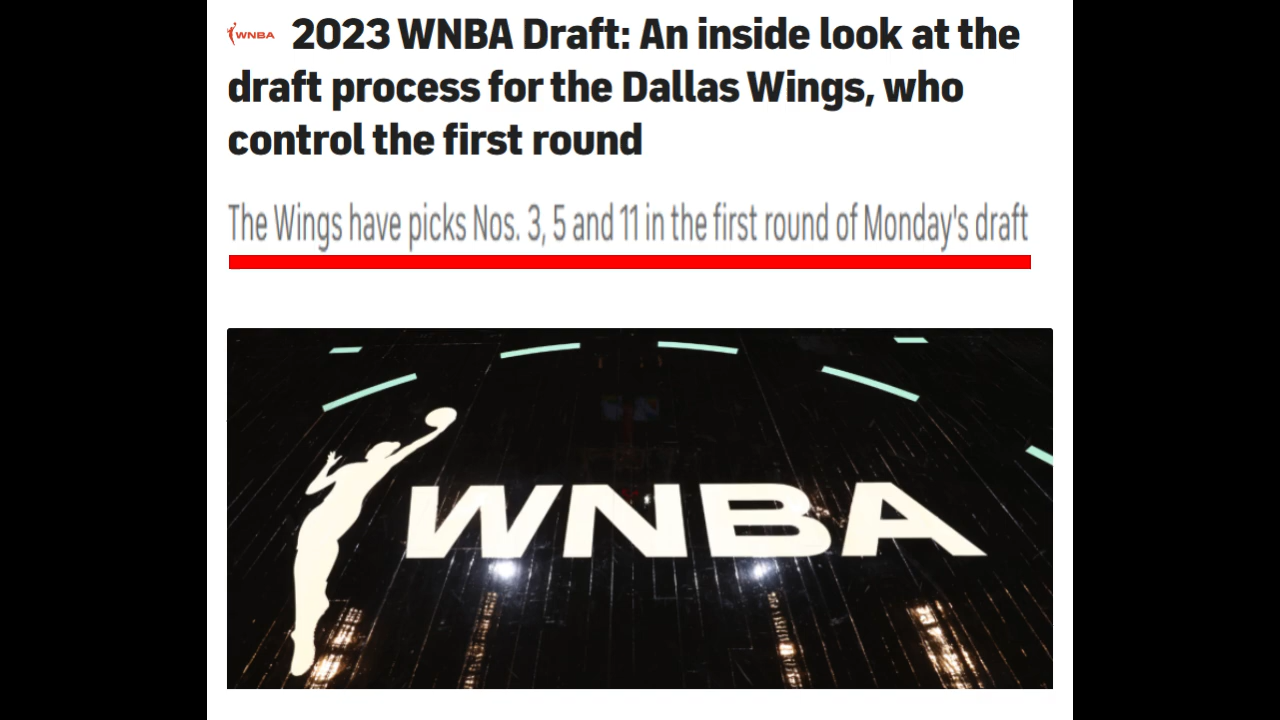 WNBA 2023 WNBA Draft: An inside look at the
draft process for the Dallas Wings, who
control the first round
The Wings have picks Nos. 3, 5 and 11 in the first round of Monday's draft
WNBA